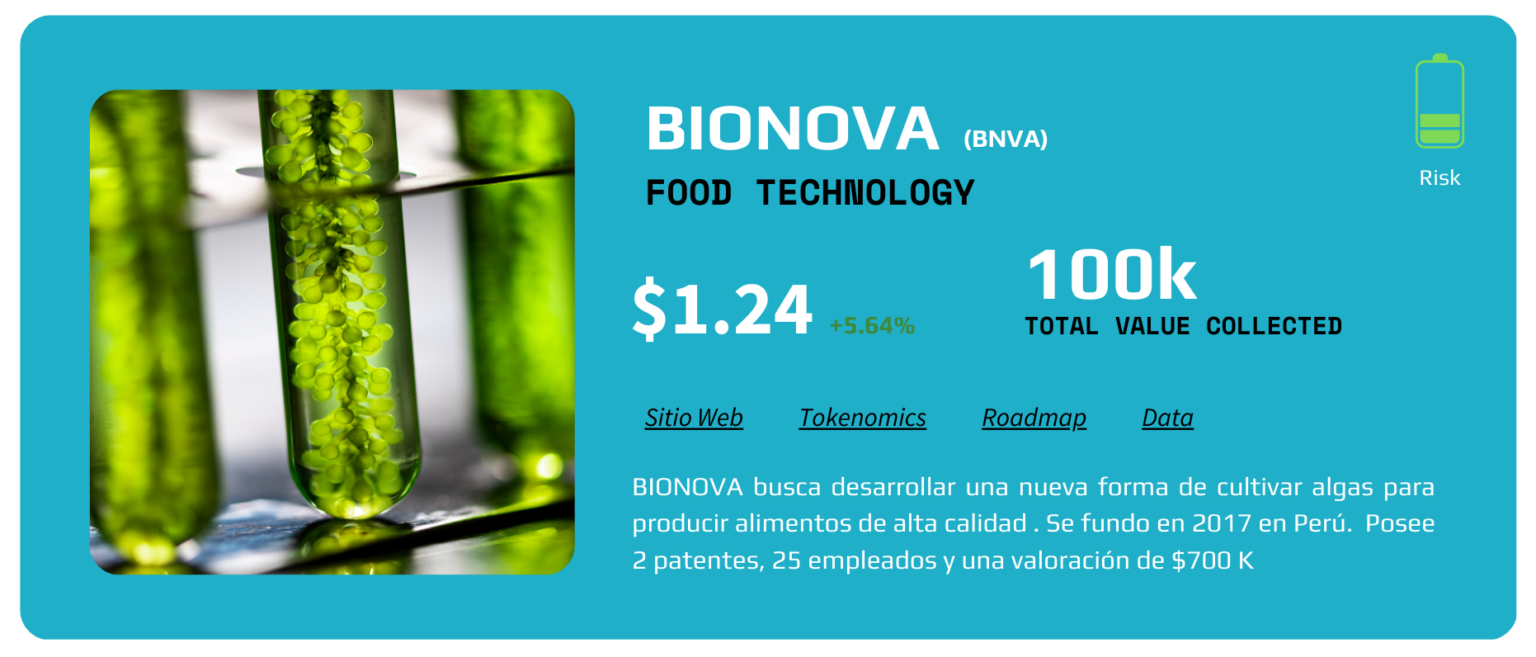 BIONOVA (BNVA)
FOOD TECHNOLOGY
Risk
$1.24 +5.64%
100k
TOTAL VALUE COLLECTED
Sitio Web Tokenomics Roadmap Data
BIONOVA busca desarrollar una nueva forma de cultivar algas para
producir alimentos de alta calidad . Se fundo en 2017 en Perú. Posee
2 patentes, 25 empleados y una valoración de $700 K